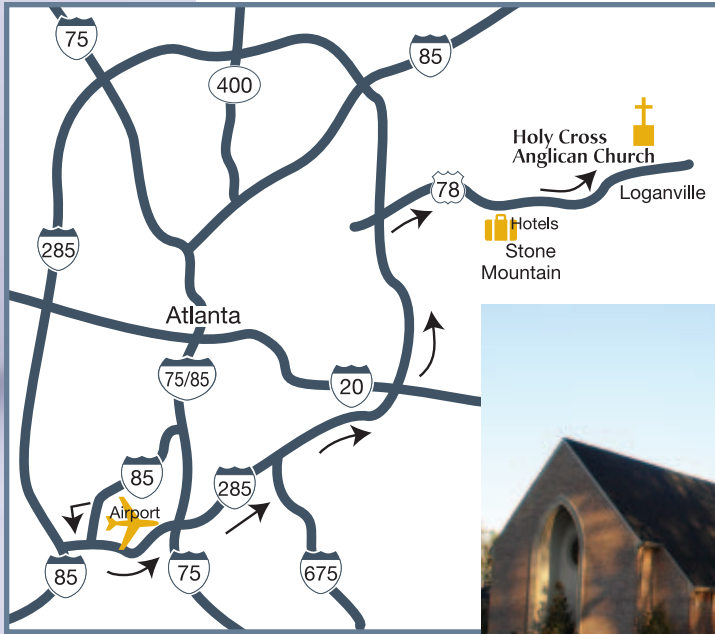 75
400
85
Holy Cross
Anglican Church
78
Loganville
285
Hotels
Stone
Mountain
Atlanta
75/85
20
85
285
Airport
85
75
675